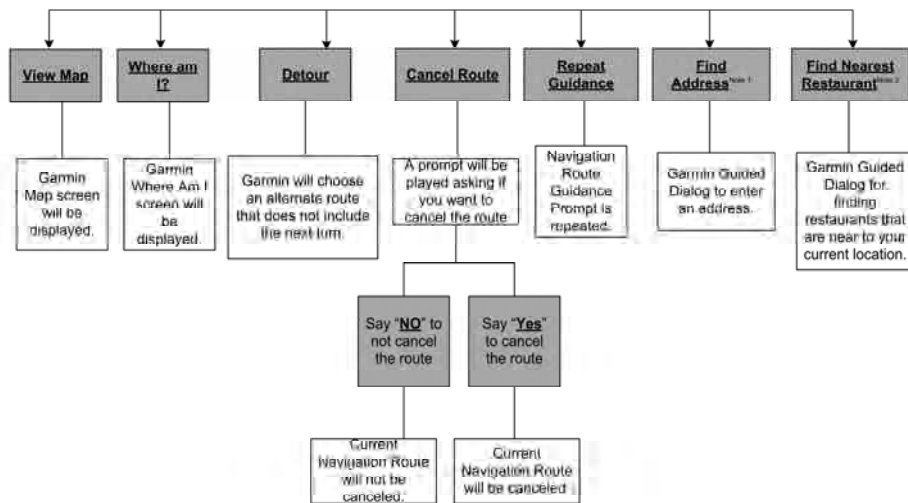 View Map
Where am
I?
Detour
Cancel Route
Repeat
Guidance
Find
Address Note 1
Find Nearest
Restaurant Note 2
Garmin
Map screen
will be
displayed.
Garmin
Where Am I
screen will
be
displayed.
Garmin will choose
an alternate route
that does not include
the next turn.
A prompt will be
played asking if
you want to
cancel the route
Navigation
Route
Guidance
Prompt is
repeated.
Garmin Guided
Dialog to enter
an address.
Garmin Guided
Dialog for
finding
restaurants that
are near to your
current location.
Say “NO” to
not cancel
the route
Say “Yes”
to cancel
the route
Current
Navigation Route
will not be
canceled.
Current
Navigation Route
will be canceled